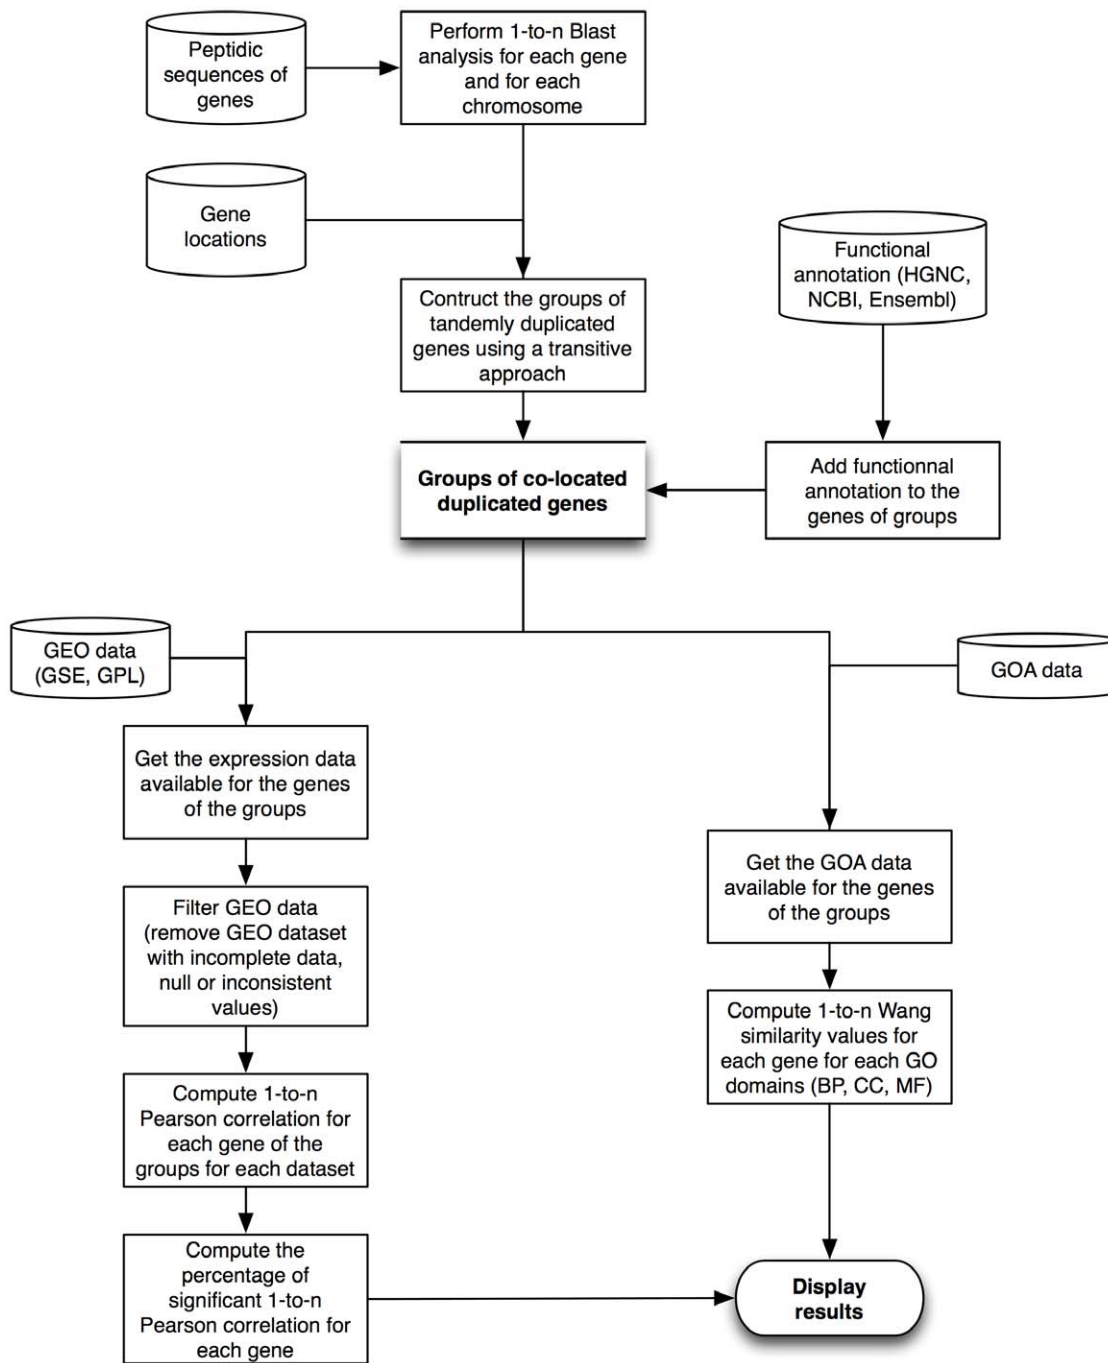 Peptidic
sequences of
genes
Perform 1-to-n Blast
analysis for each gene
and for each
chromosome
Gene
locations
Functional
annotation (HGNC,
NCBI, Ensembl)
Contruct the groups of
tandemly duplicated
genes using a transitive
approach
Groups of co-located
duplicated genes
Add functionnal
annotation to the
genes of groups
GEO data
(GSE, GPL)
GOA data
Get the expression data
available for the genes
of the groups
Filter GEO data
(remove GEO dataset
with incomplete data,
null or inconsistent
values)
Compute 1-to-n
Pearson correlation for
each gene of the
groups for each dataset
Compute the
percentage of
significant 1-to-n
Pearson correlation for
each gene
Get the GOA data
available for the genes
of the groups
Compute 1-to-n Wang
similarity values for
each gene for each GO
domains (BP, CC, MF)
Display
results